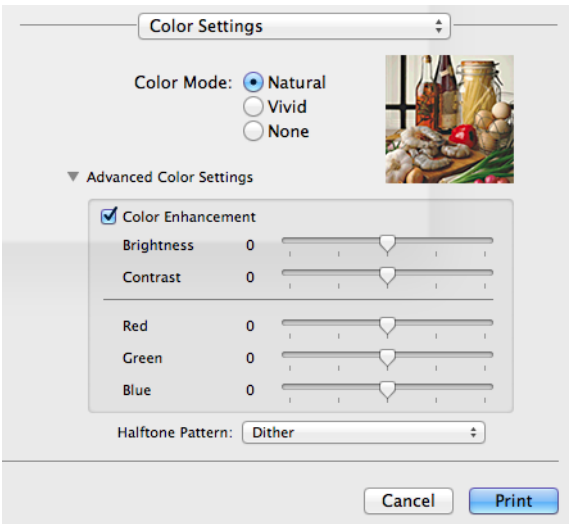 Color Settings
Color Mode: Natural
Vivid
None
Advanced Color Settings
Color Enhancement
Brightness 0
Contrast 0
Red 0
Green 0
Blue 0
Halftone Pattern: Dither
Cancel Print